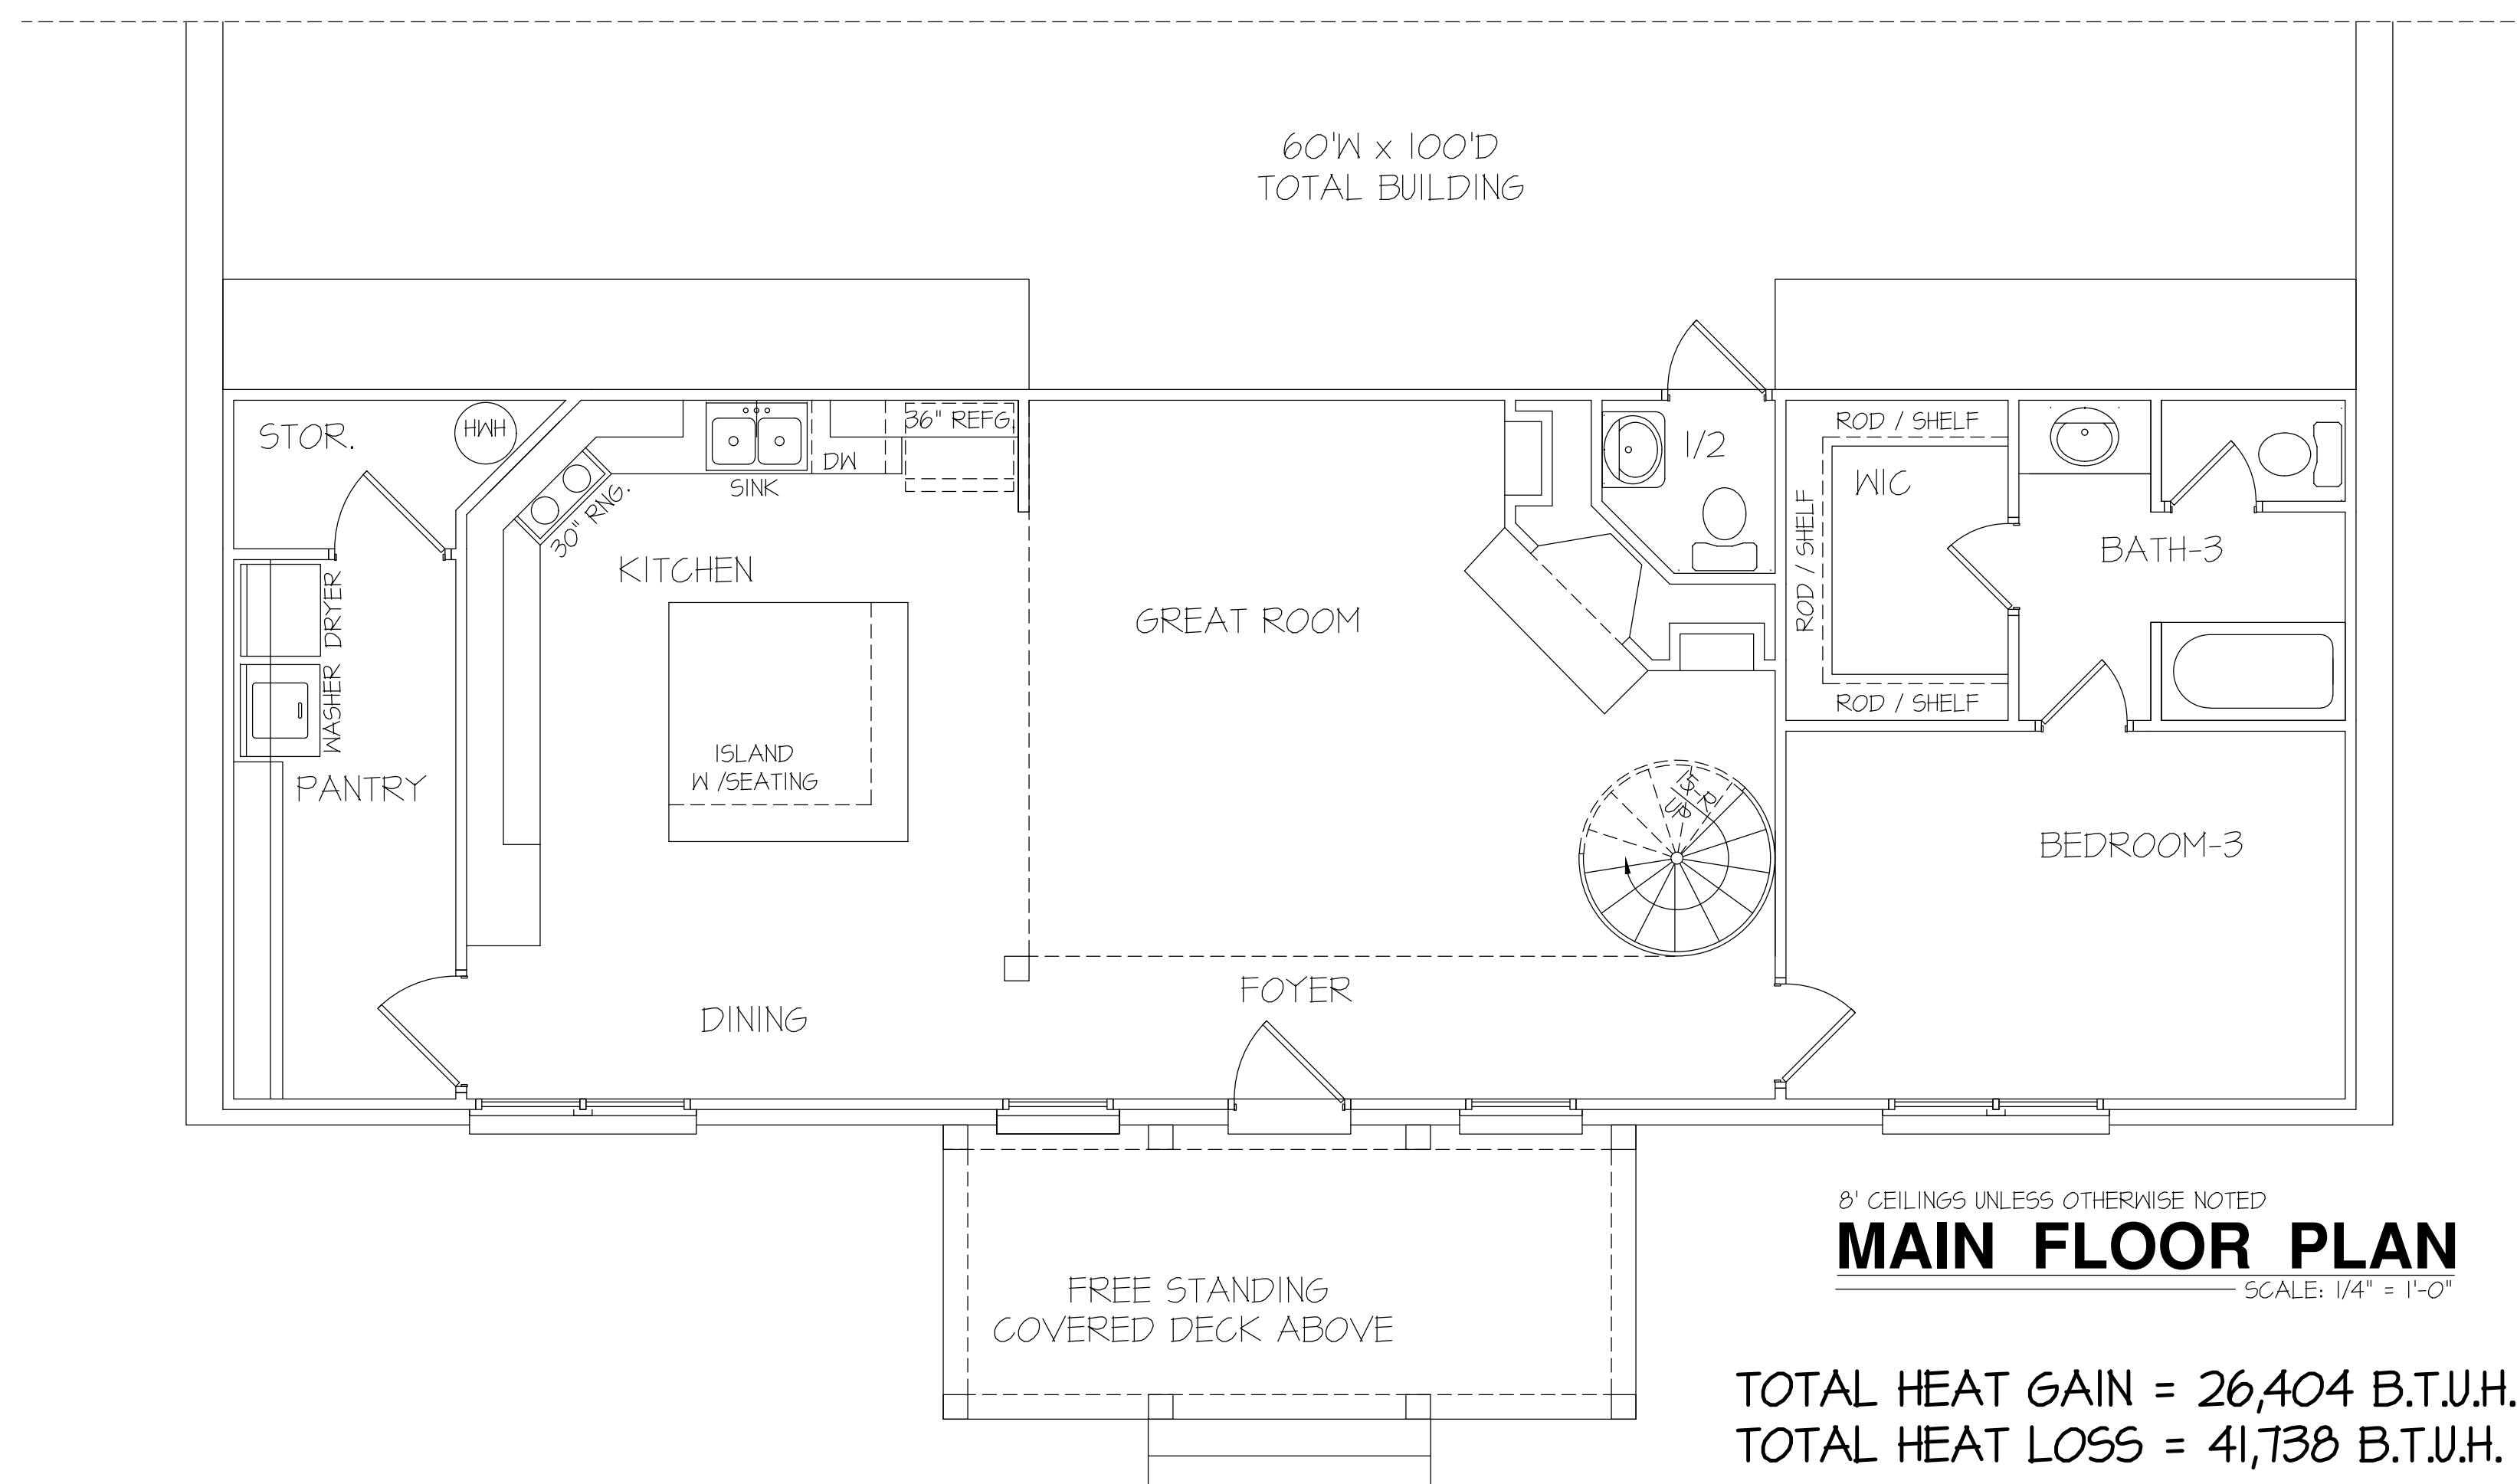 60'W x 100'D
TOTAL BUILDING
STOR.
HWH
36" REFG.
DW
SINK
30" RNG.
KITCHEN
1/2
ROD / SHELF
WIC
ROD / SHELF
ROD / SHELF
BATH-3
DRYER
WASHER
PANTRY
GREAT ROOM
ISLAND
W /SEATING
15 R
UP
BEDROOM-3
FOYER
DINING
8' CEILINGS UNLESS OTHERWISE NOTED
MAIN FLOOR PLAN
SCALE: 1/4" = 1'-0"
FREE STANDING
COVERED DECK ABOVE
TOTAL HEAT GAIN = 26,404 B.T.U.H.
TOTAL HEAT LOSS = 41,738 B.T.U.H.